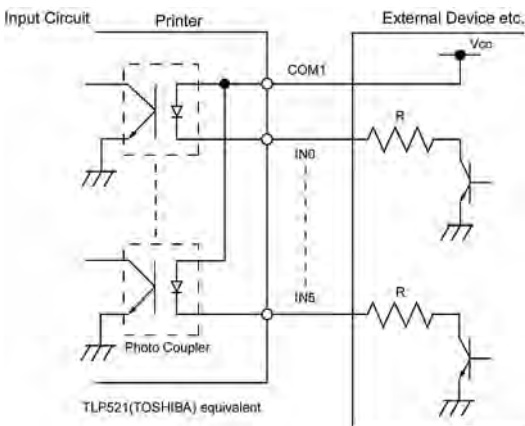 Input Circuit
Printer
External Device etc.
Vcc
COM1
R
IN0
R
IN5
Photo Coupler
TLP521(TOSHIBA) equivalent